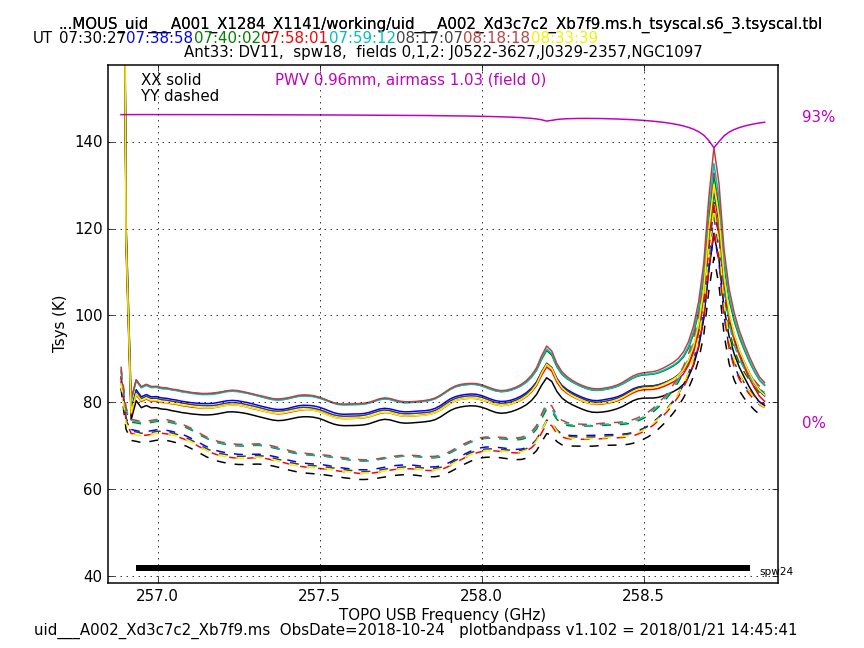 ...MOUS_uid___A001_X1284_X1141/working/uid___A002_Xd3c7c2_Xb7f9.ms.h_tsyscal.s6_3.tsyscal.tbl
UT 07:30:27 07:38:58 07:40:02 07:58:01 07:59:12 08:17:07 08:18:18 08:33:39
Ant33: DV11, spw18, fields 0,1,2: J0522-3627,J0329-2357,NGC1097
XX solid PWV 0.96mm, airmass 1.03 (field 0)
YY dashed
93%
140
120
100
80
60
40
Tsys (K)
0%
spw24
257.0 257.5 258.0 258.5
TOPO USB Frequency (GHz)
uid___A002_Xd3c7c2_Xb7f9.ms ObsDate=2018-10-24 plotbandpass v1.102 = 2018/01/21 14:45:41